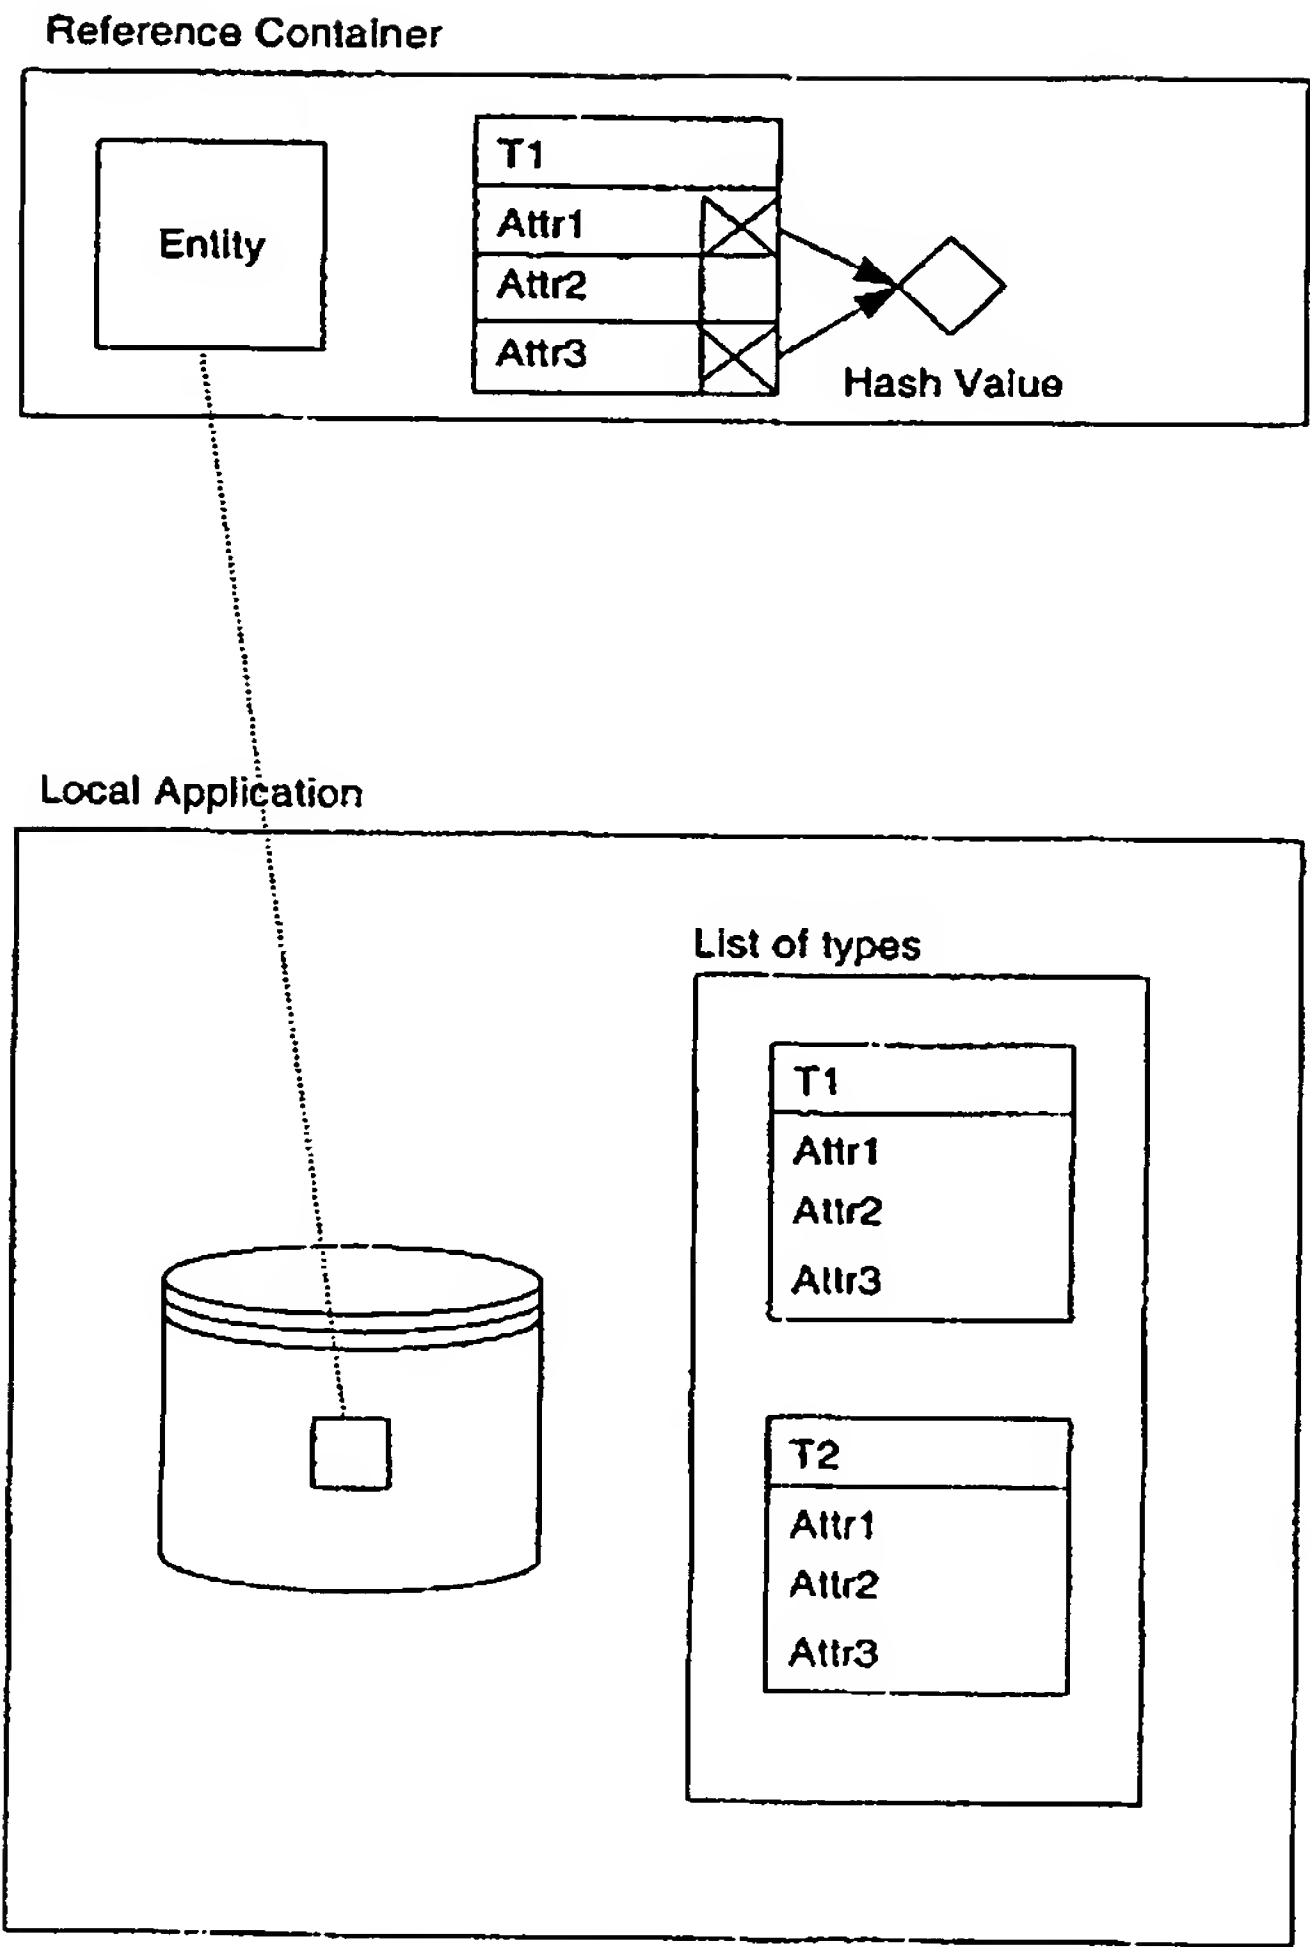 Reference Container
Entity
T1
Attr1
Attr2
Attr3
Hash Value
Local Application
List of types
T1
Attr1
Attr2
Attr3
T2
Attr1
Attr2
Attr3